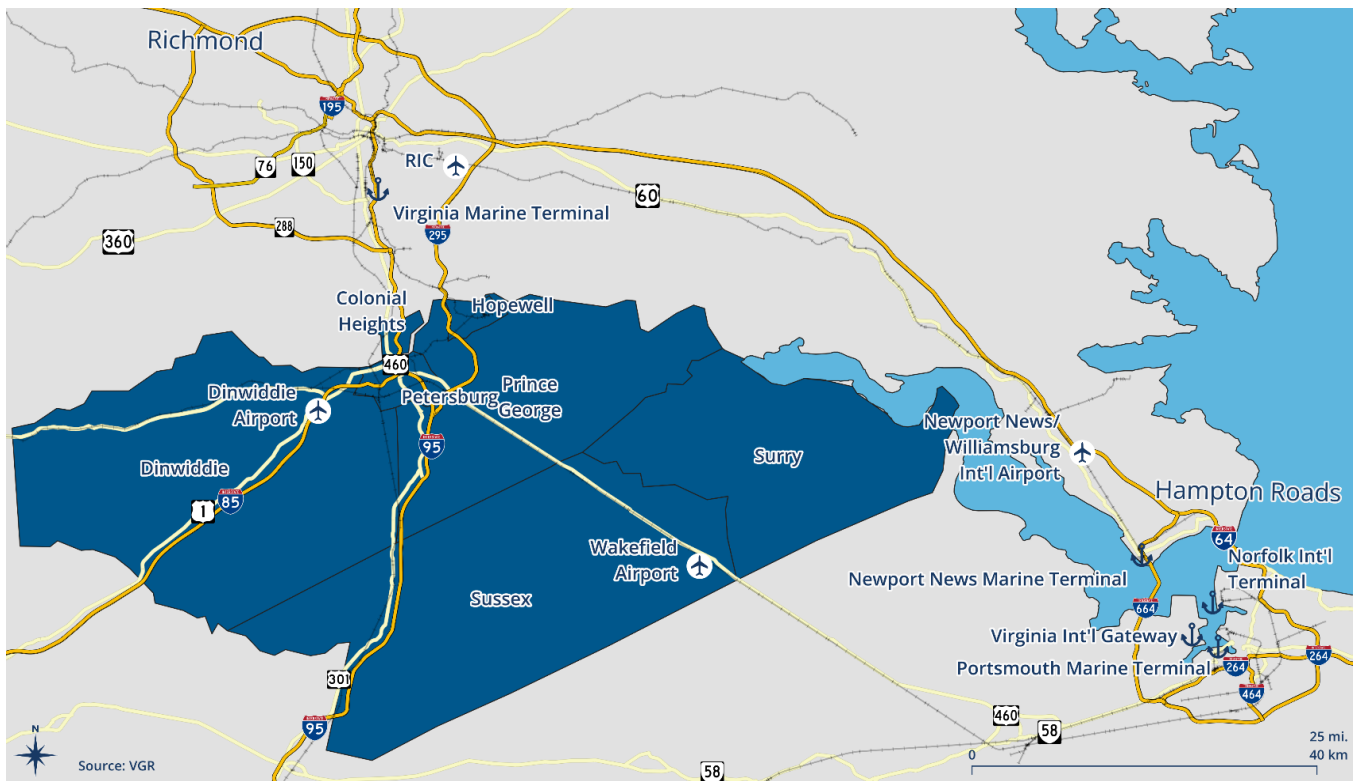 Richmond
195
76
150
RIC
60
Virginia Marine Terminal
288
295
360
Colonial
Heights
Hopewell
460
Dinwiddie
Airport
Petersburg
Prince
George
Newport News/
Williamsburg
Int'l Airport
95
Surry
Dinwiddie
85
1
Hampton Roads
64
Wakefield
Airport
Norfolk Int'l
Terminal
Newport News Marine Terminal
Sussex
664
Virginia Int'l Gateway
Portsmouth Marine Terminal
264
264
464
301
95
460
58
58
N
Source: VGR
25 mi.
0
40 km